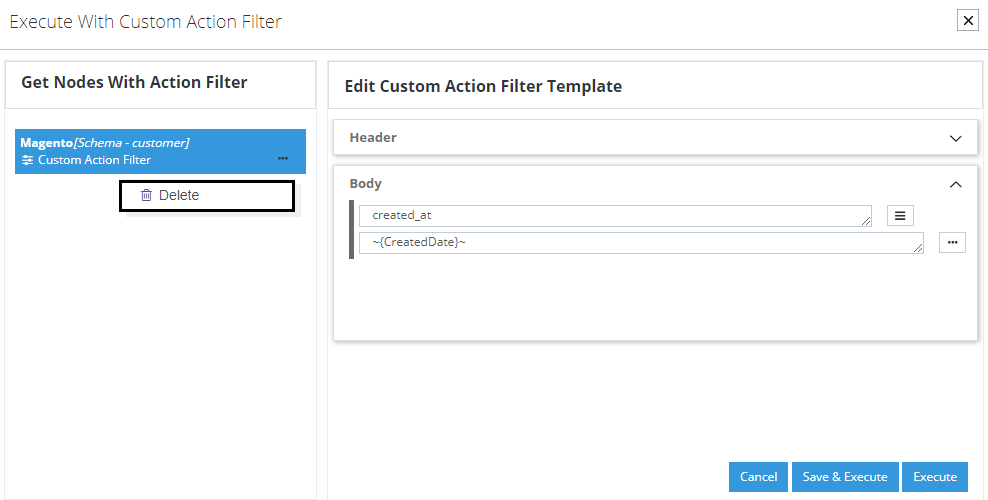 Execute With Custom Action Filter
Get Nodes With Action Filter
Magento[Schema - customer]
Custom Action Filter
Delete
Edit Custom Action Filter Template
Header
Body
created_at
~{CreatedDate}~
Cancel
Save & Execute
Execute